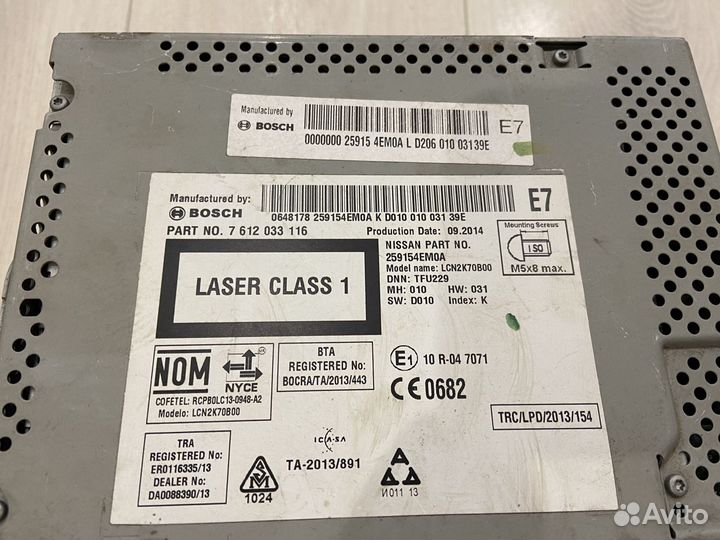 Manufactured by
BOSCH
E7
0000000 25915 4EM0A L D206 010 03139E
Manufactured by:
BOSCH
0648178 259154EM0A K D010 010 031 39E
E7
PART NO. 7 612 033 116
Production Date: 09.2014
NISSAN PART NO.
259154EM0A
Model name: LCN2K70B00
DNN: TFU229
MH: 010 HW: 031
SW: D010 Index: K
Mounting Screws
ISO
M5x8 max.
LASER CLASS 1
NOM
NYCE
COFETEL: RCPB0LC13-0948-A2
Modelo: LCN2K70B00
BTA
REGISTERED No:
BOCRA/TA/2013/443
E1 10 R-04 7071
CE 0682
TRC/LPD/2013/154
TRA
REGISTERED No:
ER0116335/13
DEALER No:
DA0088390/13
SM
1024
ICASA
TA-2013/891
И011 13
Avito